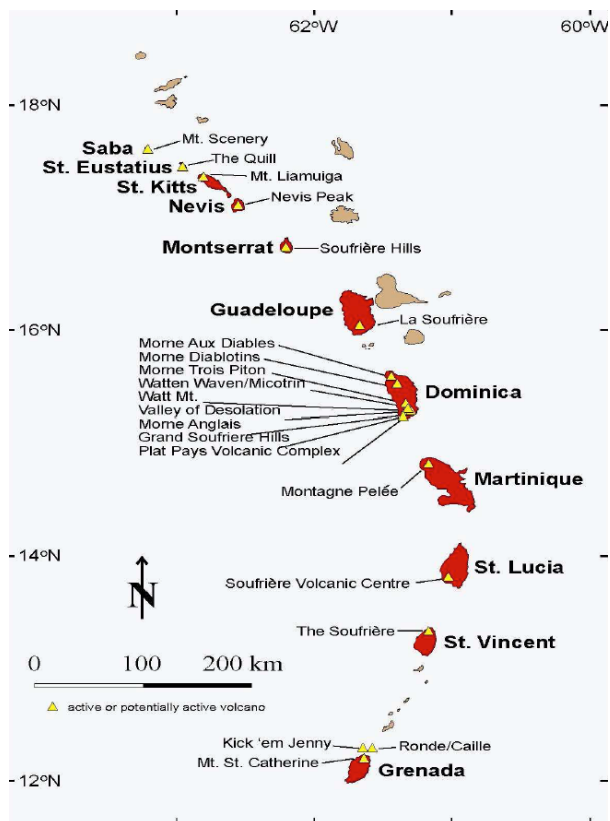 62°W 60°W
18°N
Mt. Scenery
Saba
The Quill
St. Eustatius
Mt. Liamuiga
St. Kitts
Nevis Peak
Nevis
Montserrat
Soufrière Hills
Guadeloupe
La Soufrière
16°N
Morne Aux Diables
Morne Diablotins
Morne Trois Piton
Watten Waven/Micotrin
Watt Mt.
Valley of Desolation
Morne Anglais
Grand Soufriere Hills
Plat Pays Volcanic Complex
Dominica
Montagne Pelée
Martinique
14°N
Soufrière Volcanic Centre
St. Lucia
N
The Soufrière
St. Vincent
0 100 200 km
active or potentially active volcano
Kick 'em Jenny
Ronde/Caille
Mt. St. Catherine
Grenada
12°N